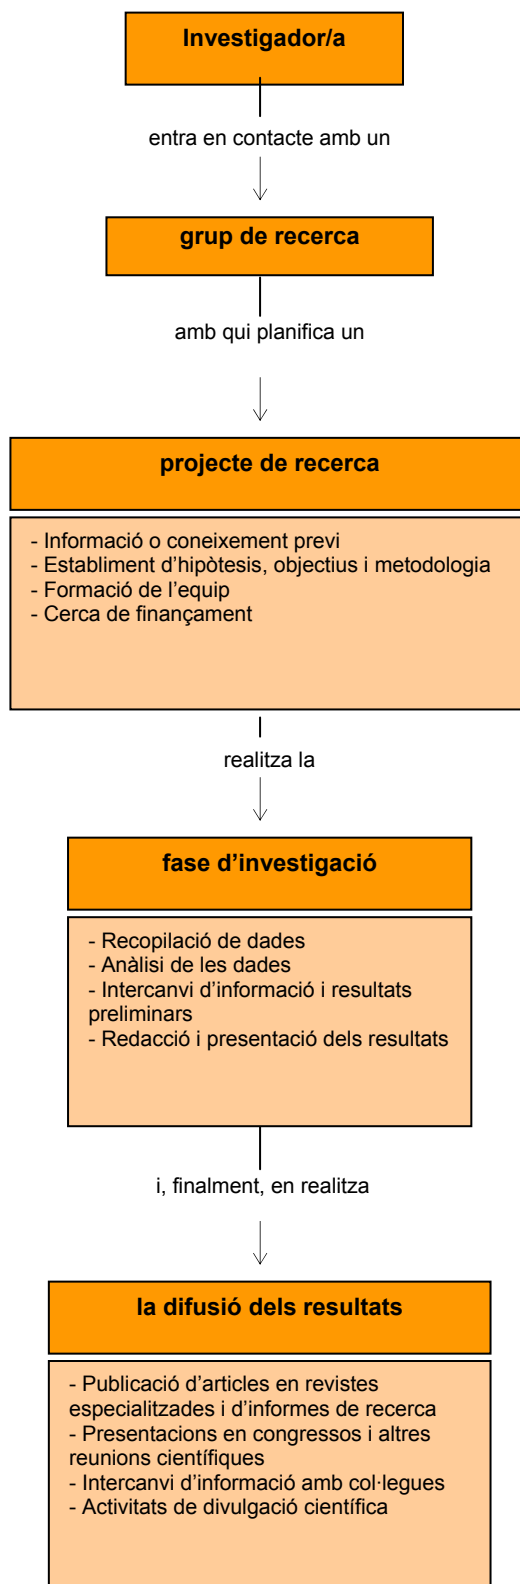 Investigador/a
entra en contacte amb un
grup de recerca
amb qui planifica un
projecte de recerca
- Informació o coneixement previ
- Establiment d’hipòtesis, objectius i metodologia
- Formació de l’equip
- Cerca de finançament
realitza la
fase d’investigació
- Recopilació de dades
- Anàlisi de les dades
- Intercanvi d’informació i resultats
preliminars
- Redacció i presentació dels resultats
i, finalment, en realitza
la difusió dels resultats
- Publicació d’articles en revistes
especialitzades i d’informes de recerca
- Presentacions en congressos i altres
reunions científiques
- Intercanvi d’informació amb col·legues
- Activitats de divulgació científica